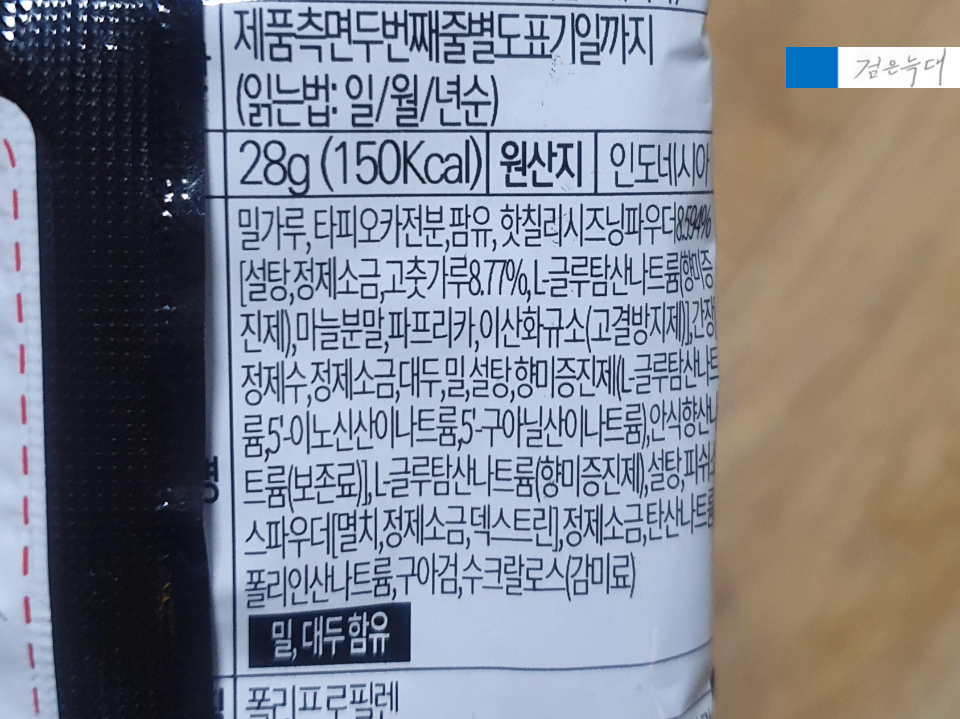 제품측면두번째줄별도표기일까지
(읽는법: 일/월/년순)
28g (150Kcal) 원산지 인도네시아
밀가루, 타피오카전분,팜유, 핫칠리시즈닝파우더8.594%
[설탕,정제소금,고춧가루8.77%,L-글루탐산나트륨(향미증
진제),마늘분말,파프리카,이산화규소(고결방지제)],간장[
정제수,정제소금,대두,밀,설탕,향미증진제(L-글루탐산나트
륨,5'-이노신산이나트륨,5'-구아닐산이나트륨),안식향산나
트륨(보존료)],L-글루탐산나트륨(향미증진제),설탕,피쉬소
스파우더[멸치,정제소금,덱스트린],정제소금,탄산나트륨
폴리인산나트륨,구아검,수크랄로스(감미료)
밀, 대두 함유
폴리프로필렌
검은늑대